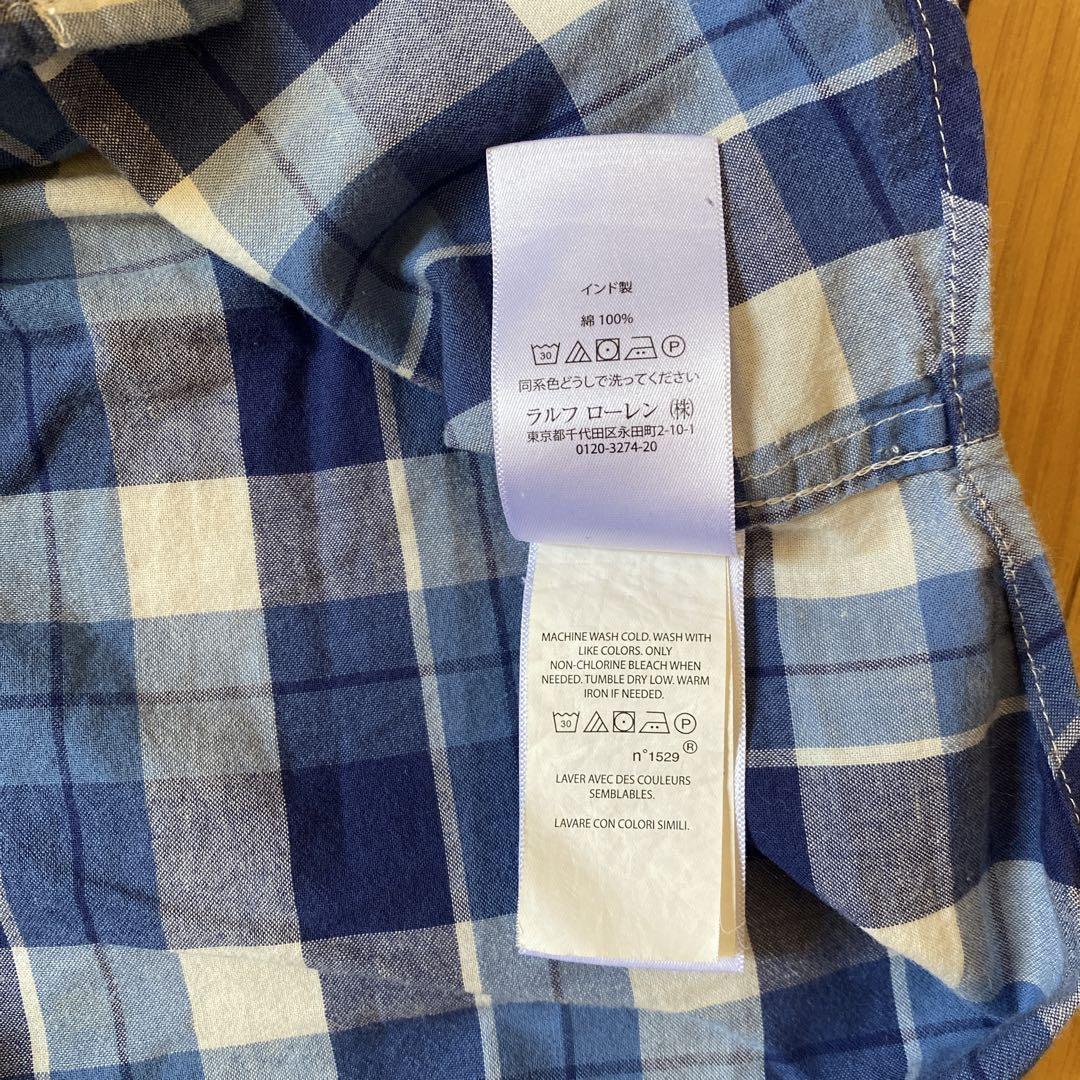 インド製
綿 100%
30 P
同系色どうしで洗ってください
ラルフ ローレン ㈱
東京都千代田区永田町2-10-1
0120-3274-20
MACHINE WASH COLD. WASH WITH
LIKE COLORS. ONLY
NON-CHLORINE BLEACH WHEN
NEEDED. TUMBLE DRY LOW. WARM
IRON IF NEEDED.
30 P
n°1529 ®
LAVER AVEC DES COULEURS
SEMBLABLES.
LAVARE CON COLORI SIMILI.